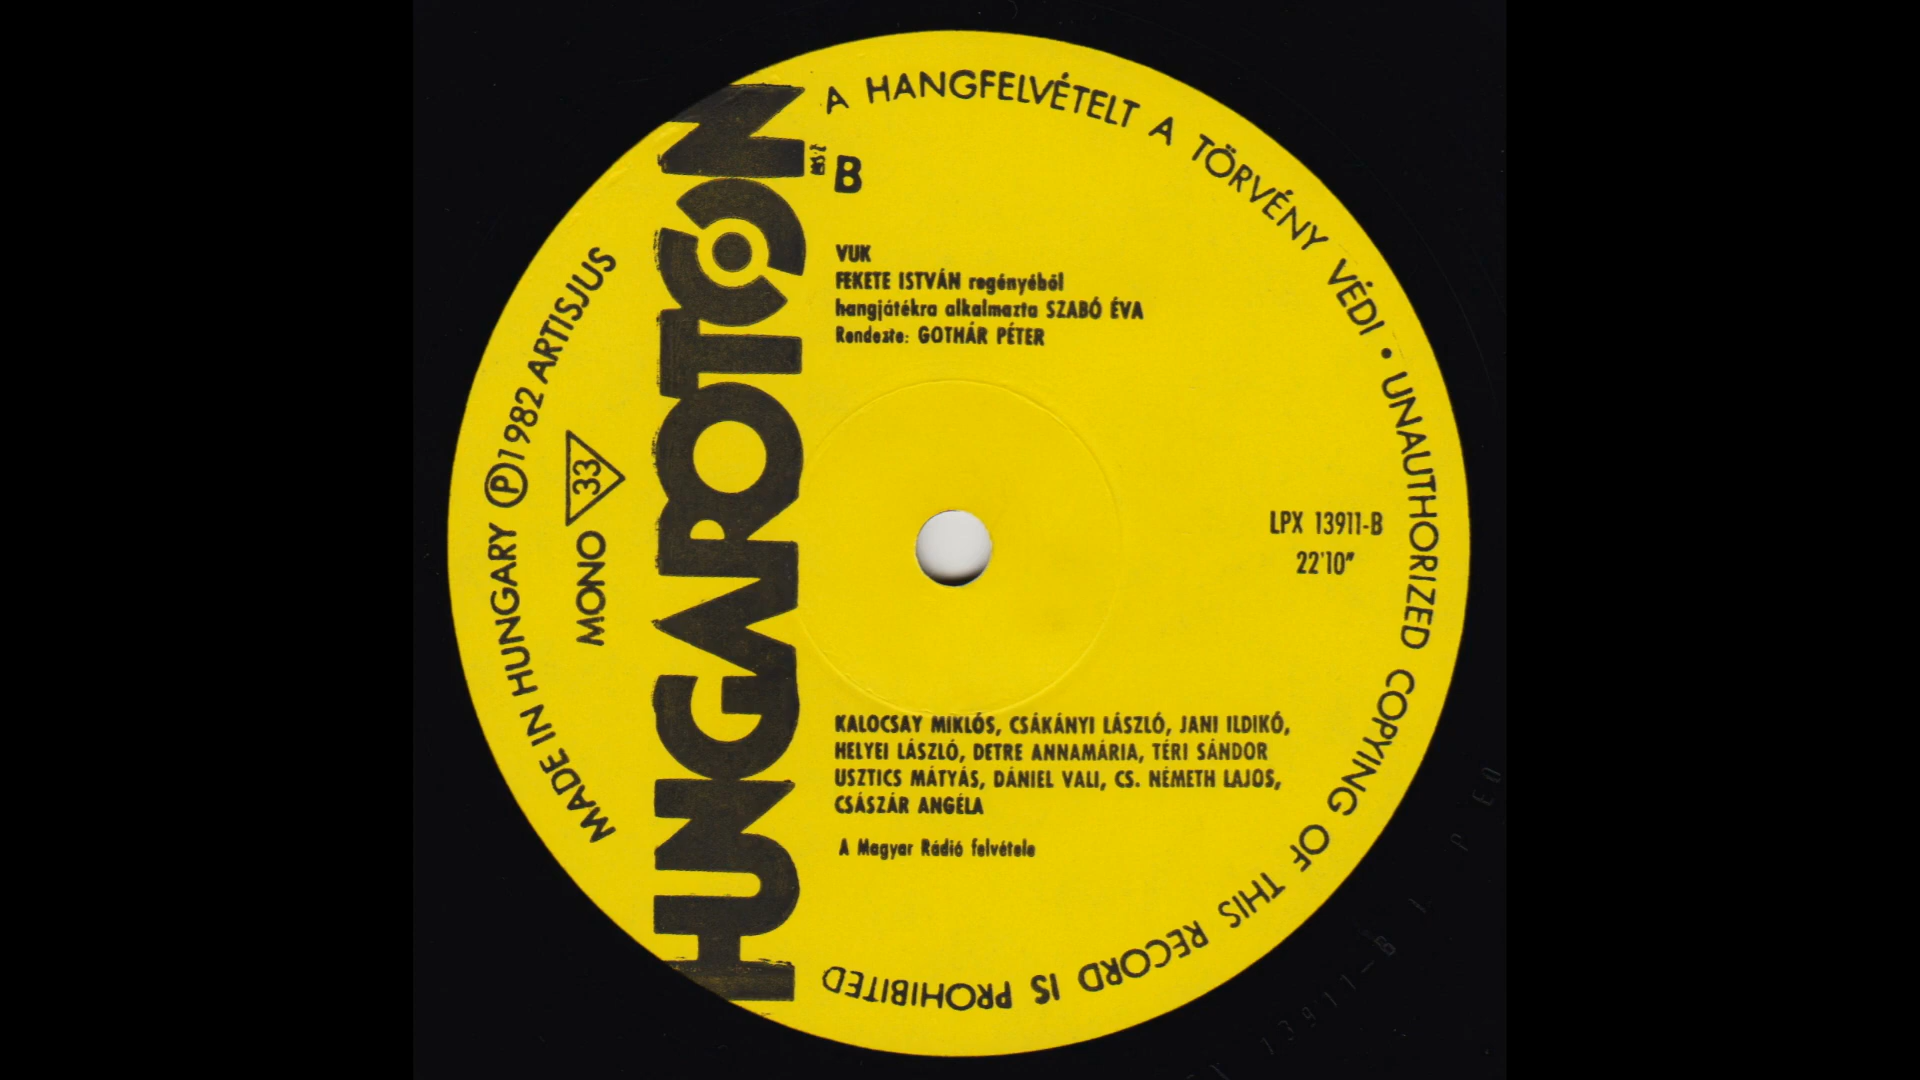 A HANGFELVÉTELT A TÖRVÉNY VÉDI • UNAUTHORIZED COPYING OF THIS RECORD IS PROHIBITED
MADE IN HUNGARY Ⓟ 1982 ARTISJUS
MONO 33
HUNGAROTON
B
VUK
FEKETE ISTVÁN regényéből
hangjátékra alkalmazta SZABÓ ÉVA
Rendezte: GOTHÁR PÉTER
LPX 13911-B
22'10"
KALOCSAY MIKLÓS, CSÁKÁNYI LÁSZLÓ, JANI ILDIKÓ,
HELYEI LÁSZLÓ, DETRE ANNAMÁRIA, TÉRI SÁNDOR
USZTICS MÁTYÁS, DÁNIEL VALI, CS. NÉMETH LAJOS,
CSÁSZÁR ANGÉLA
A Magyar Rádió felvétele